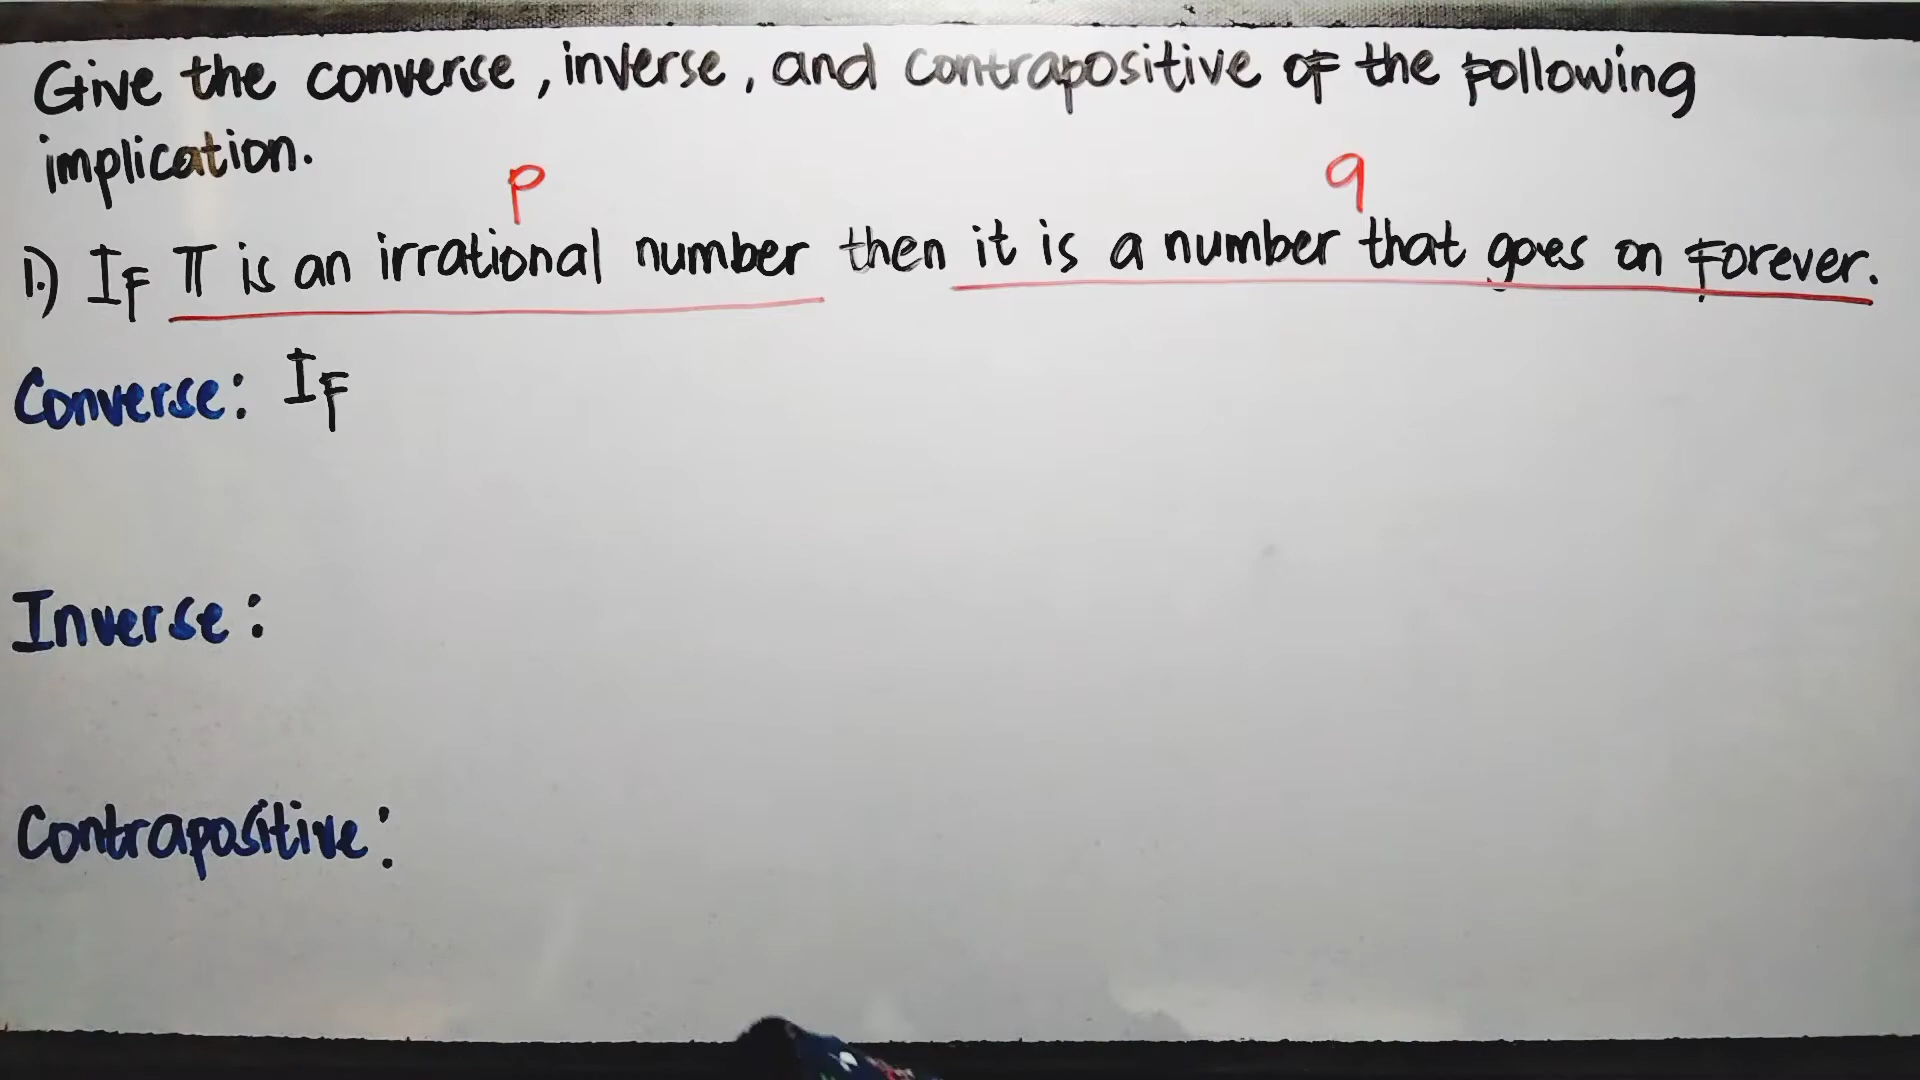 Give the converse, inverse, and contrapositive of the following
implication.
p q
1.) If π is an irrational number then it is a number that goes on forever.
Converse: If
Inverse:
Contrapositive: